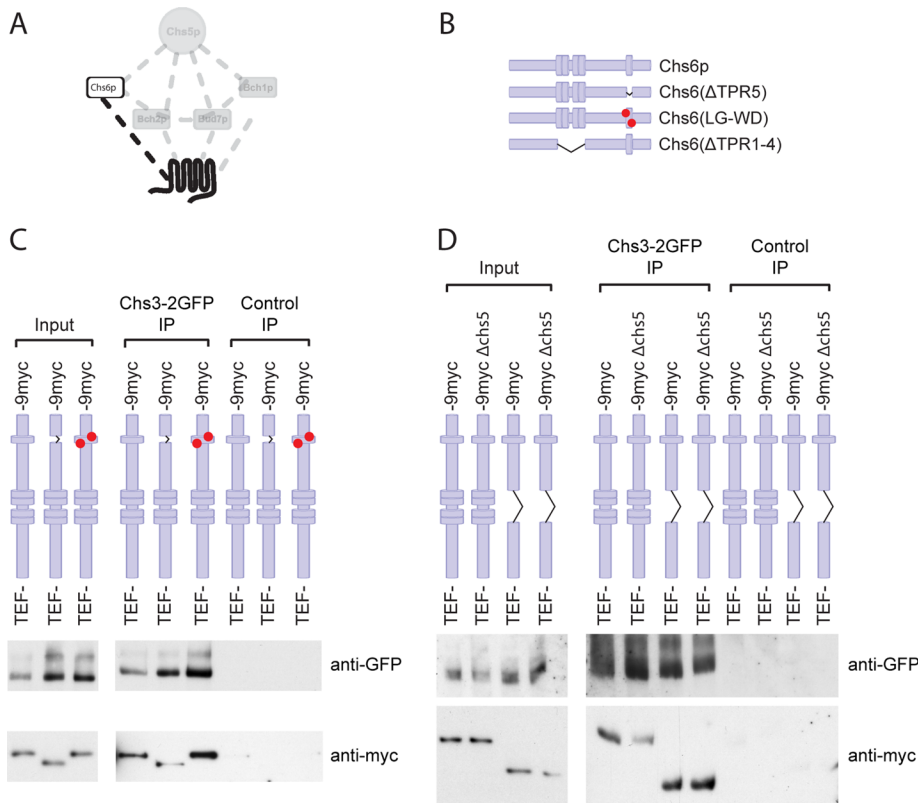 A
Chs5p
Chs6p
Bch1p
Bch2p
Bud7p
B
Chs6p
Chs6(ΔTPR5)
Chs6(LG-WD)
Chs6(ΔTPR1-4)
C
Input
Chs3-2GFP
IP
Control
IP
-9myc
-9myc
-9myc
-9myc
-9myc
-9myc
-9myc
-9myc
-9myc
TEF-
TEF-
TEF-
TEF-
TEF-
TEF-
TEF-
TEF-
TEF-
anti-GFP
anti-myc
D
Input
Chs3-2GFP
IP
Control
IP
-9myc
-9myc Δchs5
-9myc
-9myc Δchs5
-9myc
-9myc Δchs5
-9myc
-9myc Δchs5
-9myc
-9myc Δchs5
-9myc
-9myc Δchs5
TEF-
TEF-
TEF-
TEF-
TEF-
TEF-
TEF-
TEF-
TEF-
TEF-
TEF-
TEF-
anti-GFP
anti-myc